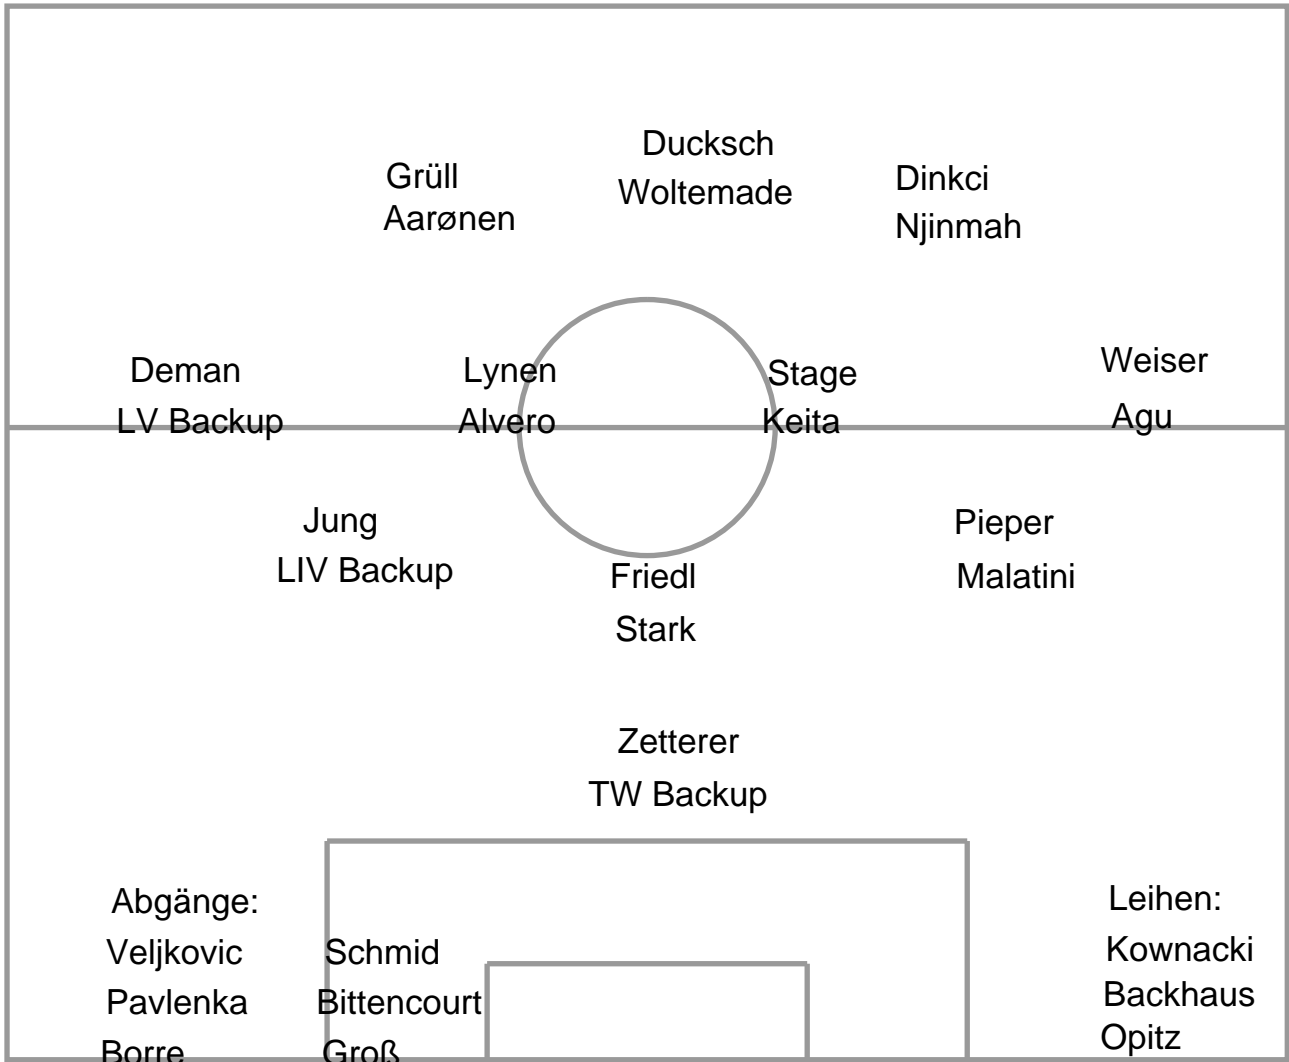 Ducksch
Woltemade
Grüll
Aarønen
Dinkci
Njinmah
Deman
LV Backup
Lynen
Alvero
Stage
Keita
Weiser
Agu
Jung
LIV Backup
Friedl
Stark
Pieper
Malatini
Zetterer
TW Backup
Abgänge:
Veljkovic
Pavlenka
Borre
Schmid
Bittencourt
Groß
Leihen:
Kownacki
Backhaus
Opitz